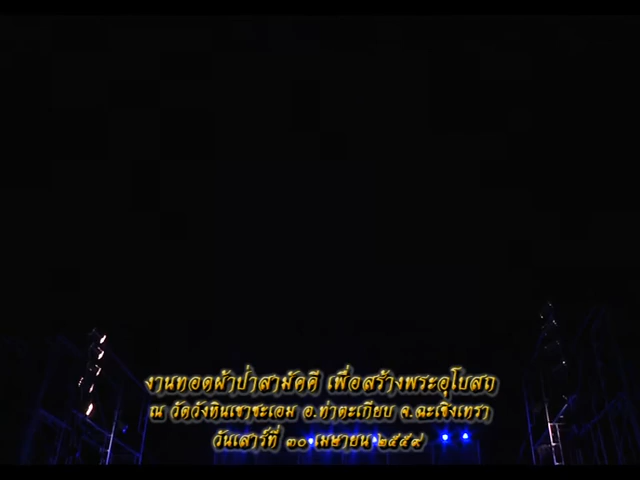 งานทอดผ้าป่าสามัคคี เพื่อสร้างพระอุโบสถ
ณ วัดวังหินเขาชะเอม อ.ท่าตะเกียบ จ.ฉะเชิงเทรา
วันเสาร์ที่ ๓๐ เมษายน ๒๕๕๙